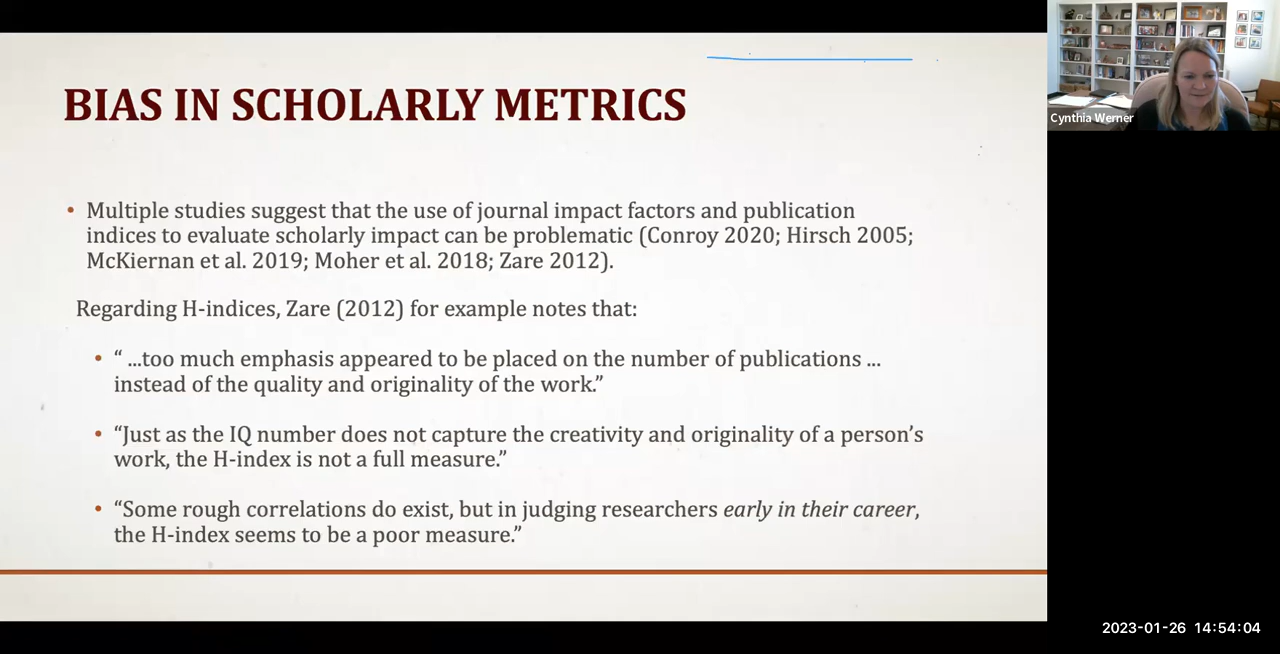 BIAS IN SCHOLARLY METRICS
• Multiple studies suggest that the use of journal impact factors and publication
indices to evaluate scholarly impact can be problematic (Conroy 2020; Hirsch 2005;
McKiernan et al. 2019; Moher et al. 2018; Zare 2012).
Regarding H-indices, Zare (2012) for example notes that:
• “ ...too much emphasis appeared to be placed on the number of publications ...
instead of the quality and originality of the work.”
• “Just as the IQ number does not capture the creativity and originality of a person’s
work, the H-index is not a full measure.”
• “Some rough correlations do exist, but in judging researchers early in their career,
the H-index seems to be a poor measure.”
Cynthia Werner
2023-01-26 14:54:04